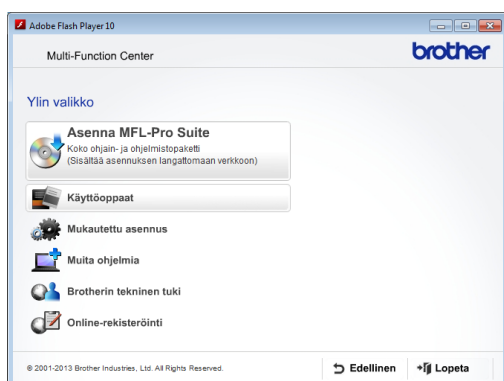 Adobe Flash Player 10
Multi-Function Center
brother
Ylin valikko
Asenna MFL-Pro Suite
Koko ohjain- ja ohjelmistopaketti
(Sisältää asennuksen langattomaan verkkoon)
Käyttöoppaat
Mukautettu asennus
Muita ohjelmia
Brotherin tekninen tuki
Online-rekisteröinti
© 2001-2013 Brother Industries, Ltd. All Rights Reserved.
Edellinen
Lopeta